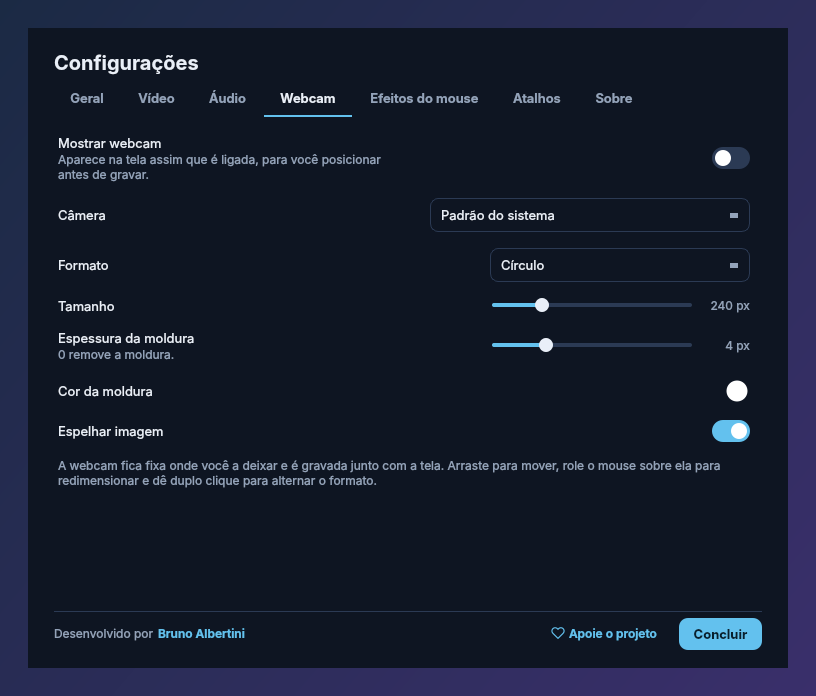 Configurações
Geral Vídeo Áudio Webcam Efeitos do mouse Atalhos Sobre
Mostrar webcam
Aparece na tela assim que é ligada, para você posicionar
antes de gravar.
Câmera Padrão do sistema
Formato Círculo
Tamanho 240 px
Espessura da moldura
0 remove a moldura. 4 px
Cor da moldura
Espelhar imagem
A webcam fica fixa onde você a deixar e é gravada junto com a tela. Arraste para mover, role o mouse sobre ela para
redimensionar e dê duplo clique para alternar o formato.
Desenvolvido por Bruno Albertini Apoie o projeto Concluir